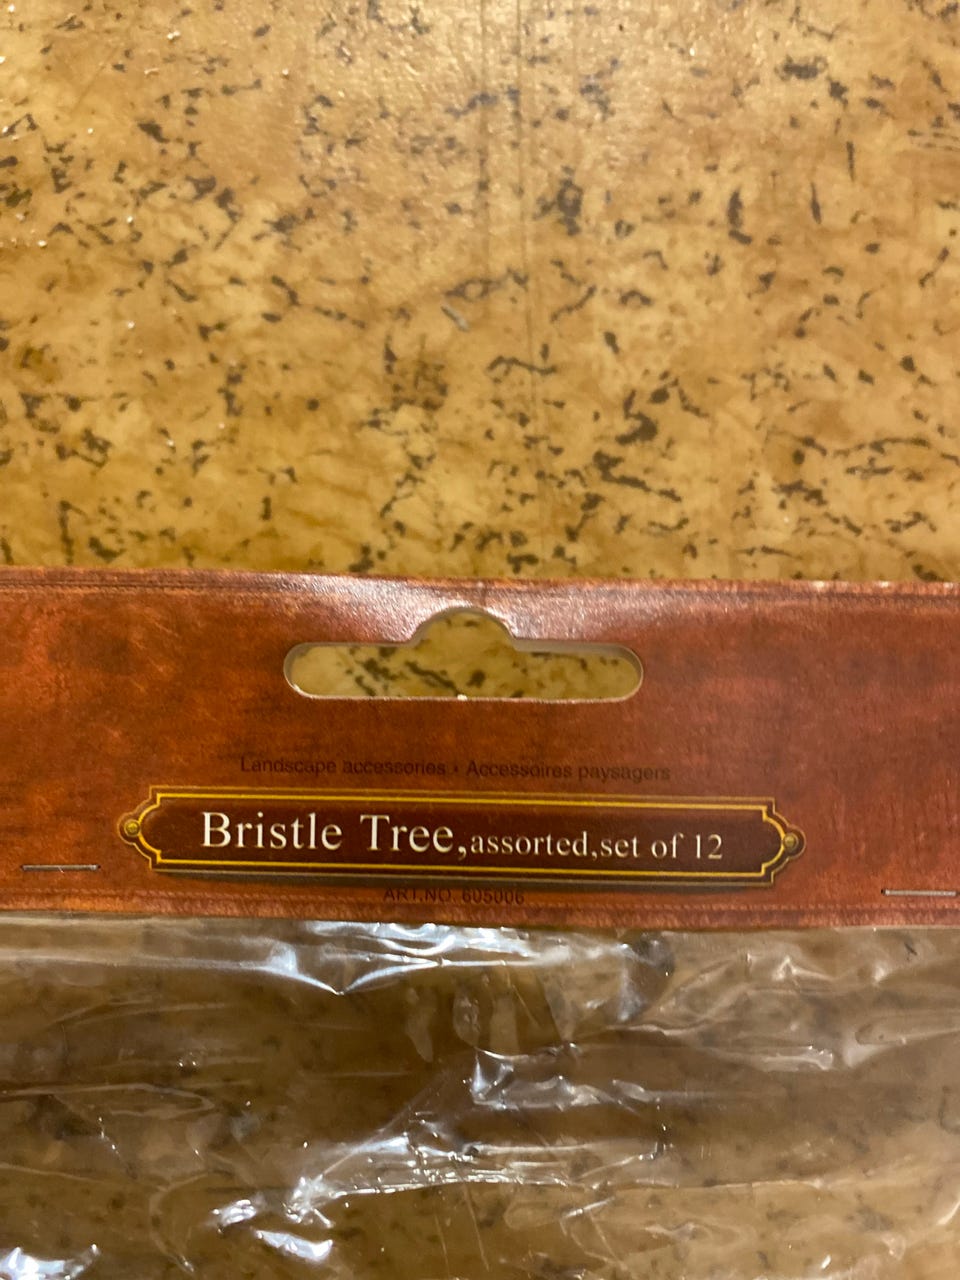 Landscape accessories • Accessoires paysagers
Bristle Tree,assorted,set of 12
ART.NO. 605006